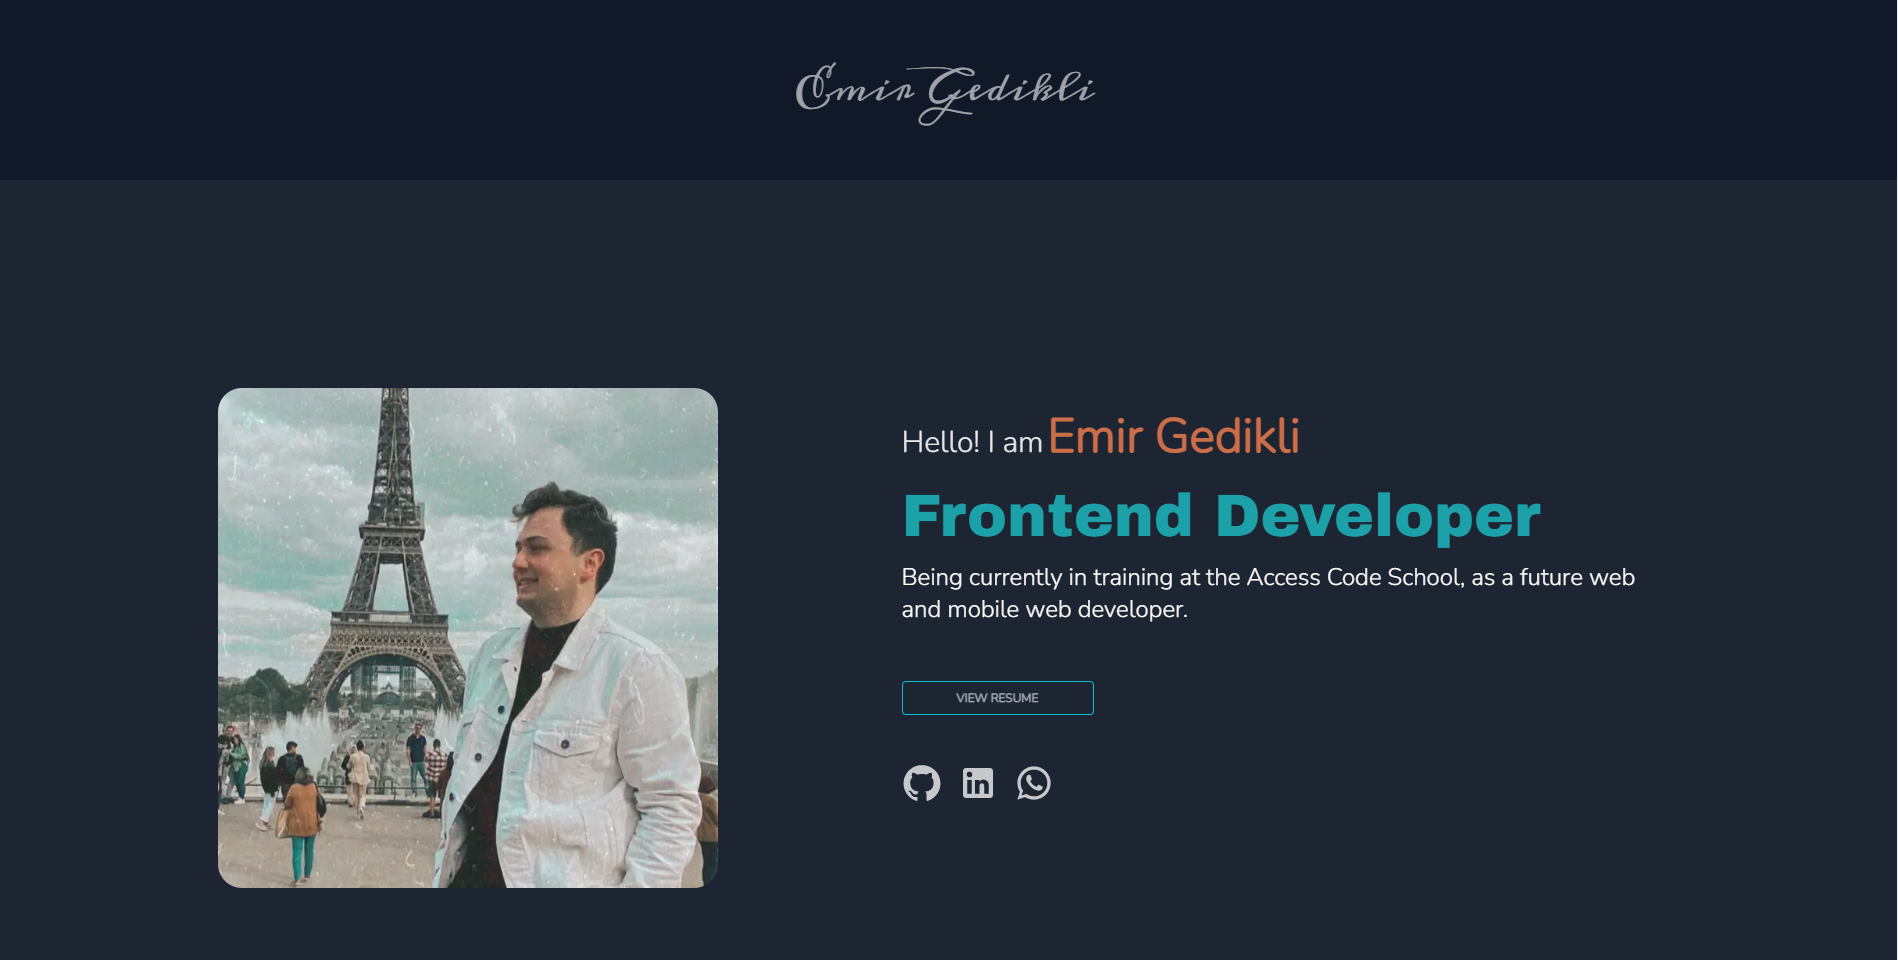 Emir Gedikli
Hello! I am Emir Gedikli
Frontend Developer
Being currently in training at the Access Code School, as a future web
and mobile web developer.
VIEW RESUME
in